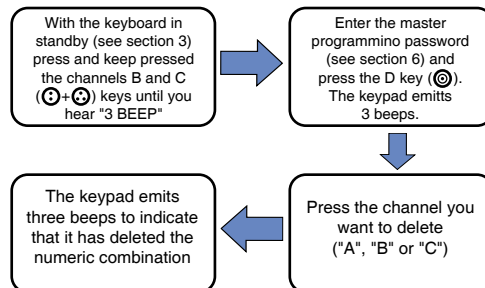 With the keyboard in
standby (see section 3)
press and keep pressed
the channels B and C
(+) keys until you
hear "3 BEEP"
Enter the master
programmino password
(see section 6) and
press the D key ().
The keypad emits
3 beeps.
Press the channel you
want to delete
("A", "B" or "C")
The keypad emits
three beeps to indicate
that it has deleted the
numeric combination